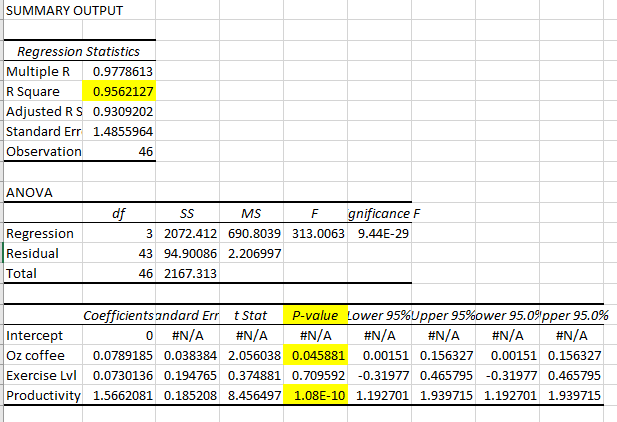 SUMMARY OUTPUT
Regression Statistics
Multiple R 0.9778613
R Square 0.9562127
Adjusted R S 0.9309202
Standard Err 1.4855964
Observation 46
ANOVA
df SS MS F gnificance F
Regression 3 2072.412 690.8039 313.0063 9.44E-29
Residual 43 94.90086 2.206997
Total 46 2167.313
Coefficients andard Err t Stat P-value Lower 95% Upper 95% ower 95.0% pper 95.0%
Intercept 0 #N/A #N/A #N/A #N/A #N/A #N/A #N/A
Oz coffee 0.0789185 0.038384 2.056038 0.045881 0.00151 0.156327 0.00151 0.156327
Exercise Lvl 0.0730136 0.194765 0.374881 0.709592 -0.31977 0.465795 -0.31977 0.465795
Productivity 1.5662081 0.185208 8.456497 1.08E-10 1.192701 1.939715 1.192701 1.939715